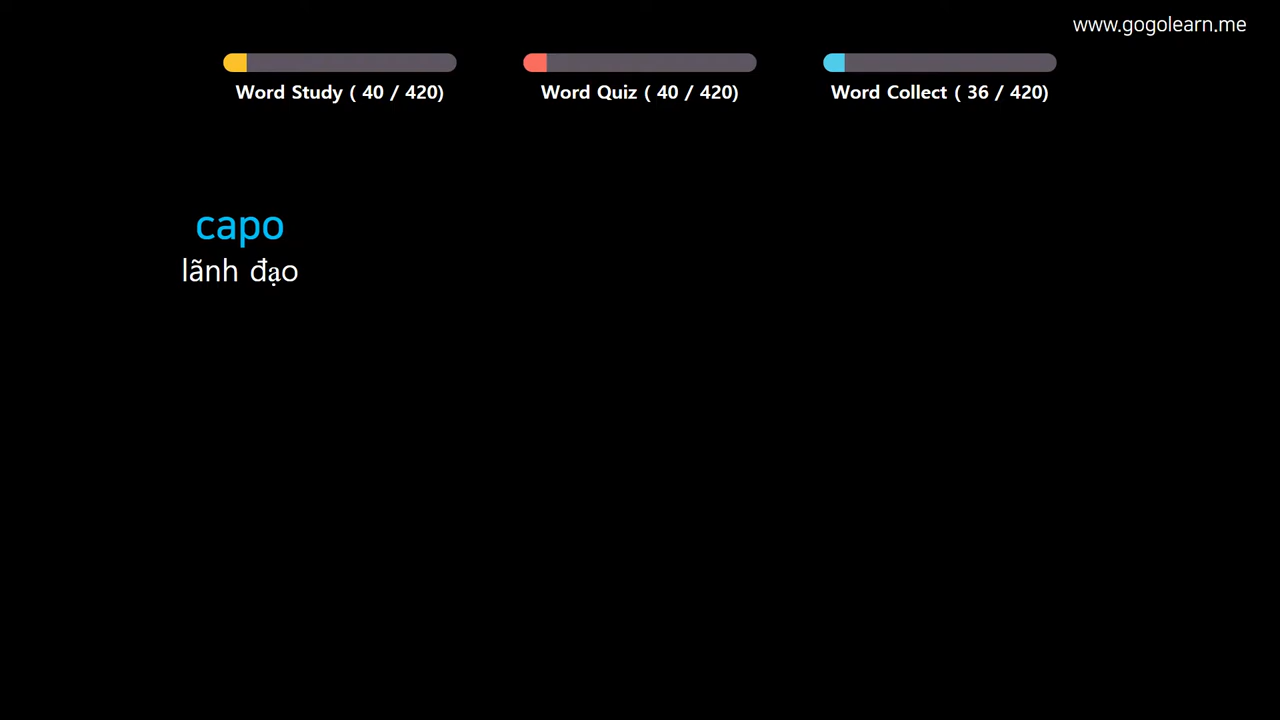 www.gogolearn.me
Word Study ( 40 / 420)
Word Quiz ( 40 / 420)
Word Collect ( 36 / 420)
capo
lãnh đạo